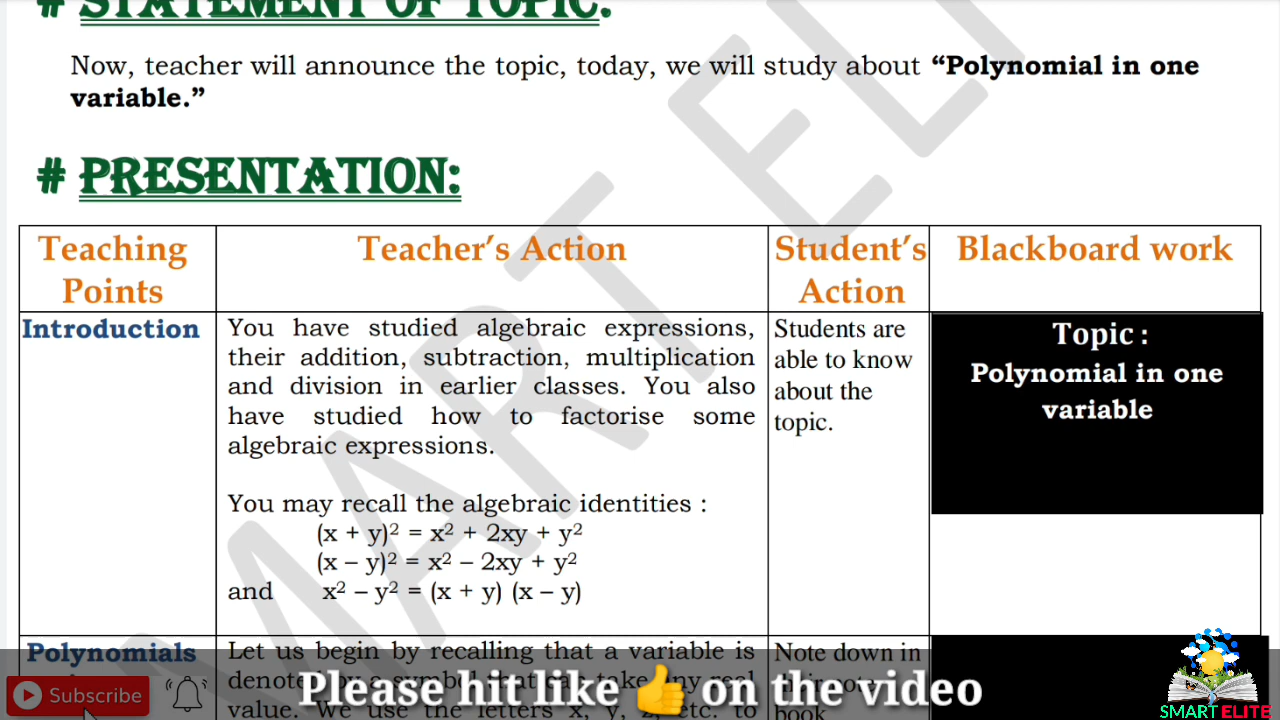 # STATEMENT OF TOPIC:
Now, teacher will announce the topic, today, we will study about “Polynomial in one
variable.”
# PRESENTATION:
Teaching
Points
Teacher’s Action
Student’s
Action
Blackboard work
Introduction
You have studied algebraic expressions,
their addition, subtraction, multiplication
and division in earlier classes. You also
have studied how to factorise some
algebraic expressions.
You may recall the algebraic identities :
(x + y)² = x² + 2xy + y²
(x – y)² = x² – 2xy + y²
and x² – y² = (x + y) (x – y)
Students are
able to know
about the
topic.
Topic :
Polynomial in one
variable
Polynomials
Let us begin by recalling that a variable is
value. We use the letters x, y, z, etc. to
Note down in
book
Please hit like 👍 on the video
Subscribe
SMART ELITE